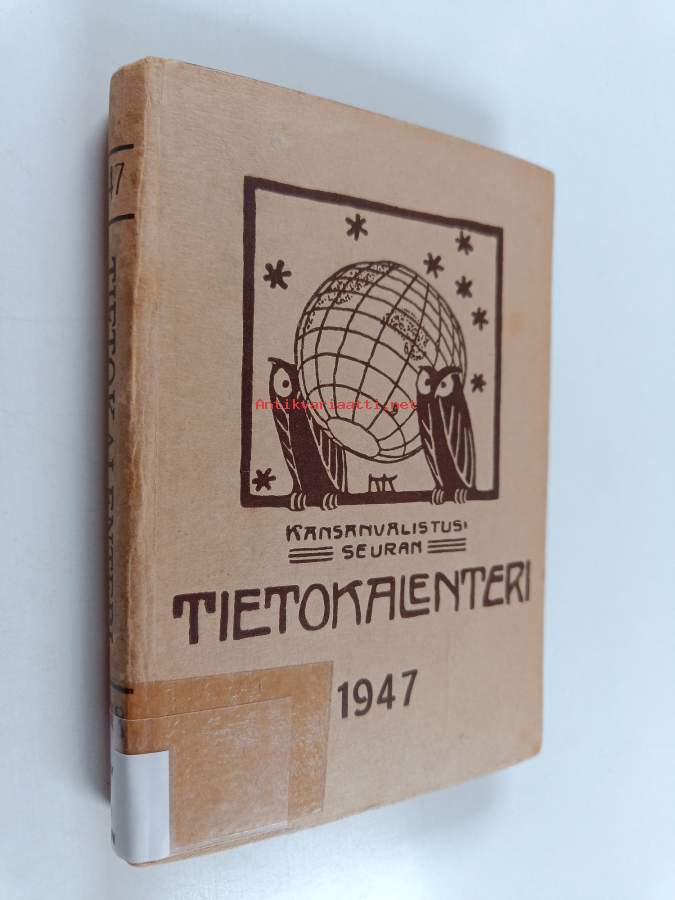 47
TIETOKALENTERI
Antikvariaatti.net
KANSANVALISTUS-
SEURAN
TIETOKALENTERI
1947